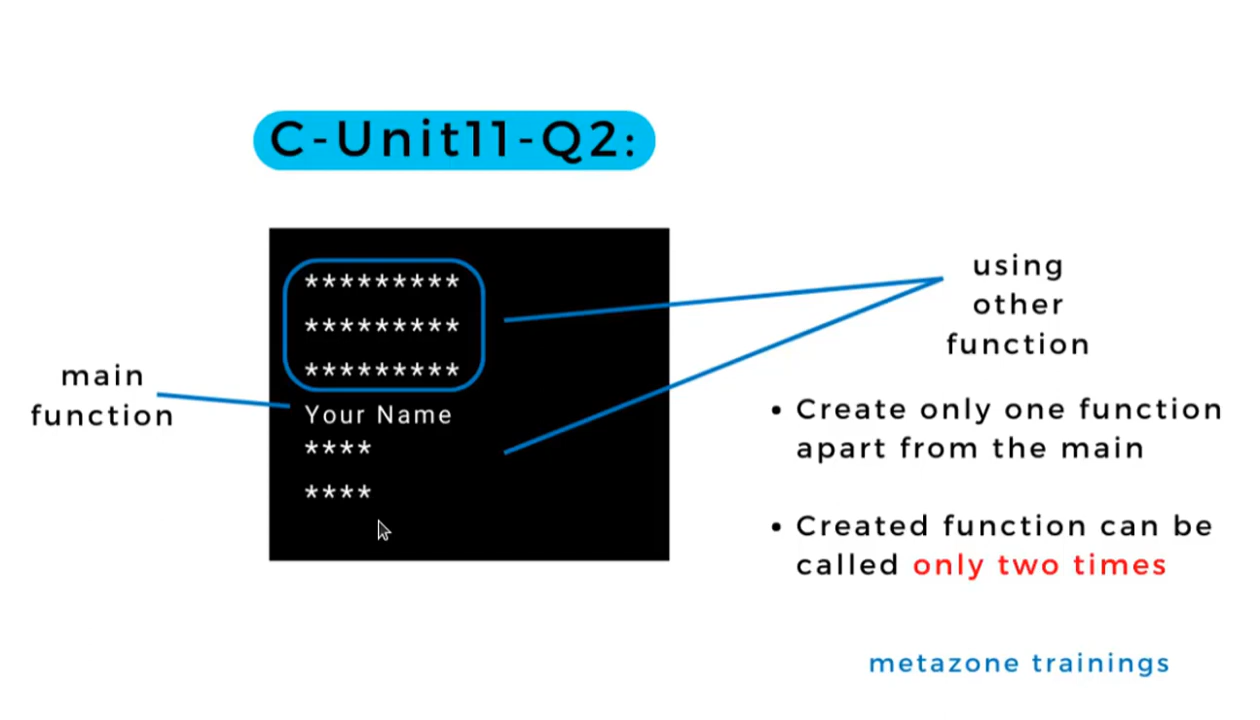 C-Unit11-Q2:
*********
*********
*********
Your Name
****
****
main
function
using
other
function
• Create only one function
apart from the main
• Created function can be
called only two times
metazone trainings